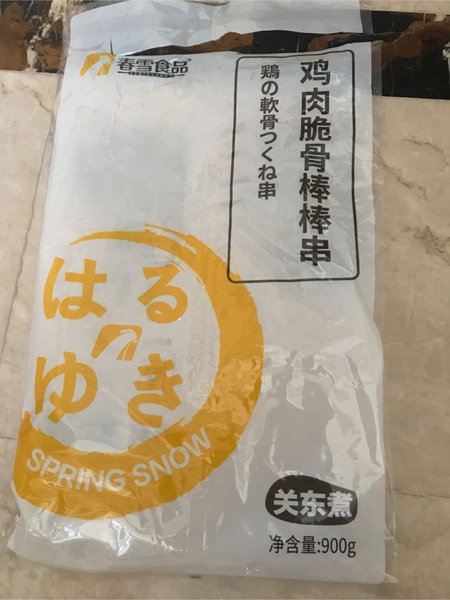 春雪食品
鸡肉脆骨棒棒串
鶏の軟骨つくね串
はる
ゆき
SPRING SNOW
关东煮
净含量:900g